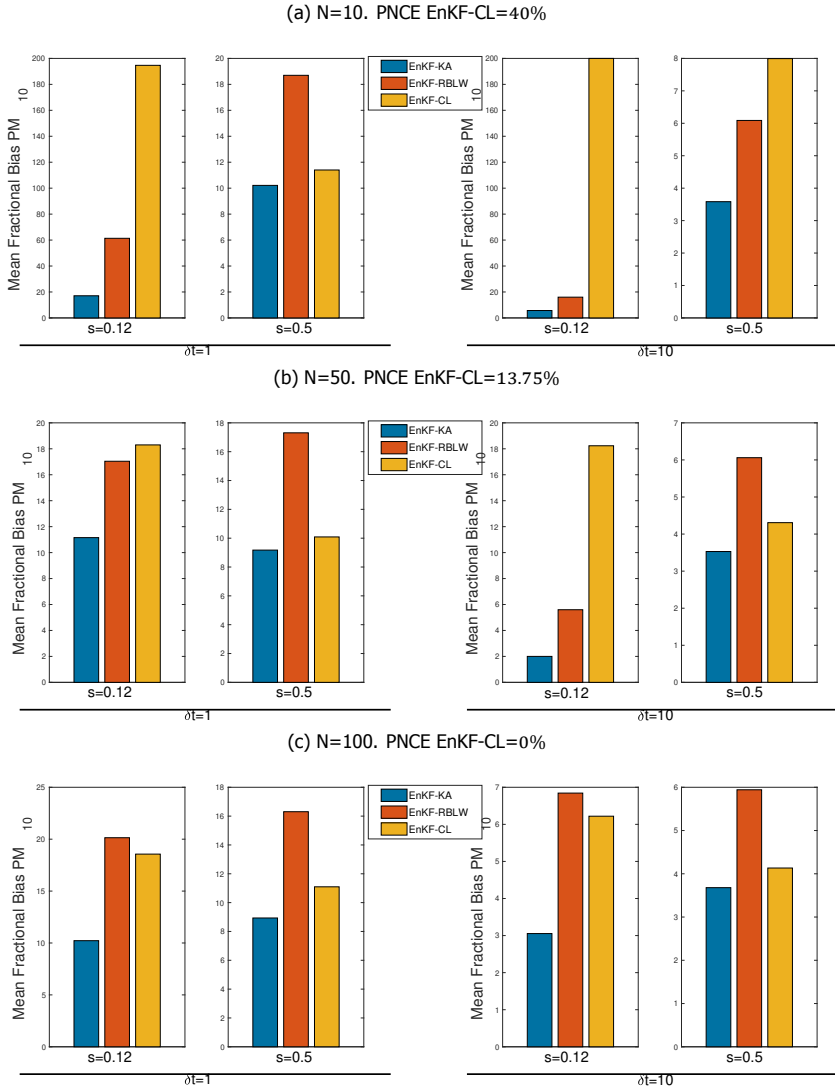 (a) N=10. PNCE EnKF-CL=40%
Mean Fractional Bias PM 10
0 20 40 60 80 100 120 140 160 180 200
s=0.12
0 2 4 6 8 10 12 14 16 18 20
s=0.5
δt=1
EnKF-KA
EnKF-RBLW
EnKF-CL
Mean Fractional Bias PM 10
0 20 40 60 80 100 120 140 160 180 200
s=0.12
0 1 2 3 4 5 6 7 8
s=0.5
δt=10
(b) N=50. PNCE EnKF-CL=13.75%
Mean Fractional Bias PM 10
0 2 4 6 8 10 12 14 16 18 20
s=0.12
0 2 4 6 8 10 12 14 16 18
s=0.5
δt=1
EnKF-KA
EnKF-RBLW
EnKF-CL
Mean Fractional Bias PM 10
0 2 4 6 8 10 12 14 16 18 20
s=0.12
0 1 2 3 4 5 6 7
s=0.5
δt=10
(c) N=100. PNCE EnKF-CL=0%
Mean Fractional Bias PM 10
0 5 10 15 20 25
s=0.12
0 2 4 6 8 10 12 14 16 18
s=0.5
δt=1
EnKF-KA
EnKF-RBLW
EnKF-CL
Mean Fractional Bias PM 10
0 1 2 3 4 5 6 7
s=0.12
0 1 2 3 4 5 6
s=0.5
δt=10